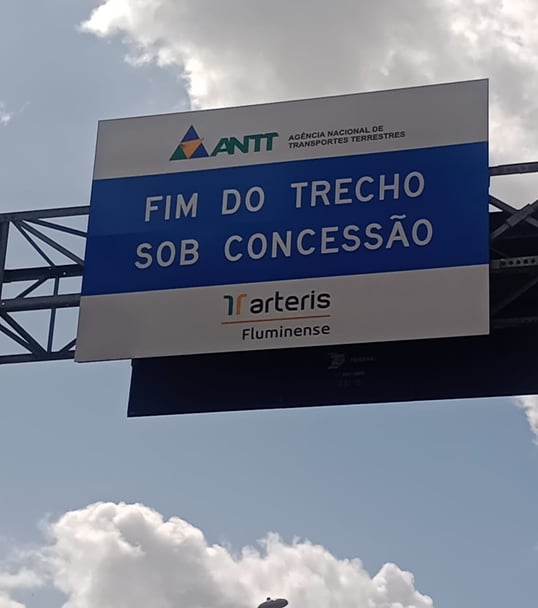 ANTT
AGÊNCIA NACIONAL DE
TRANSPORTES TERRESTRES
FIM DO TRECHO
SOB CONCESSÃO
arteris
Fluminense